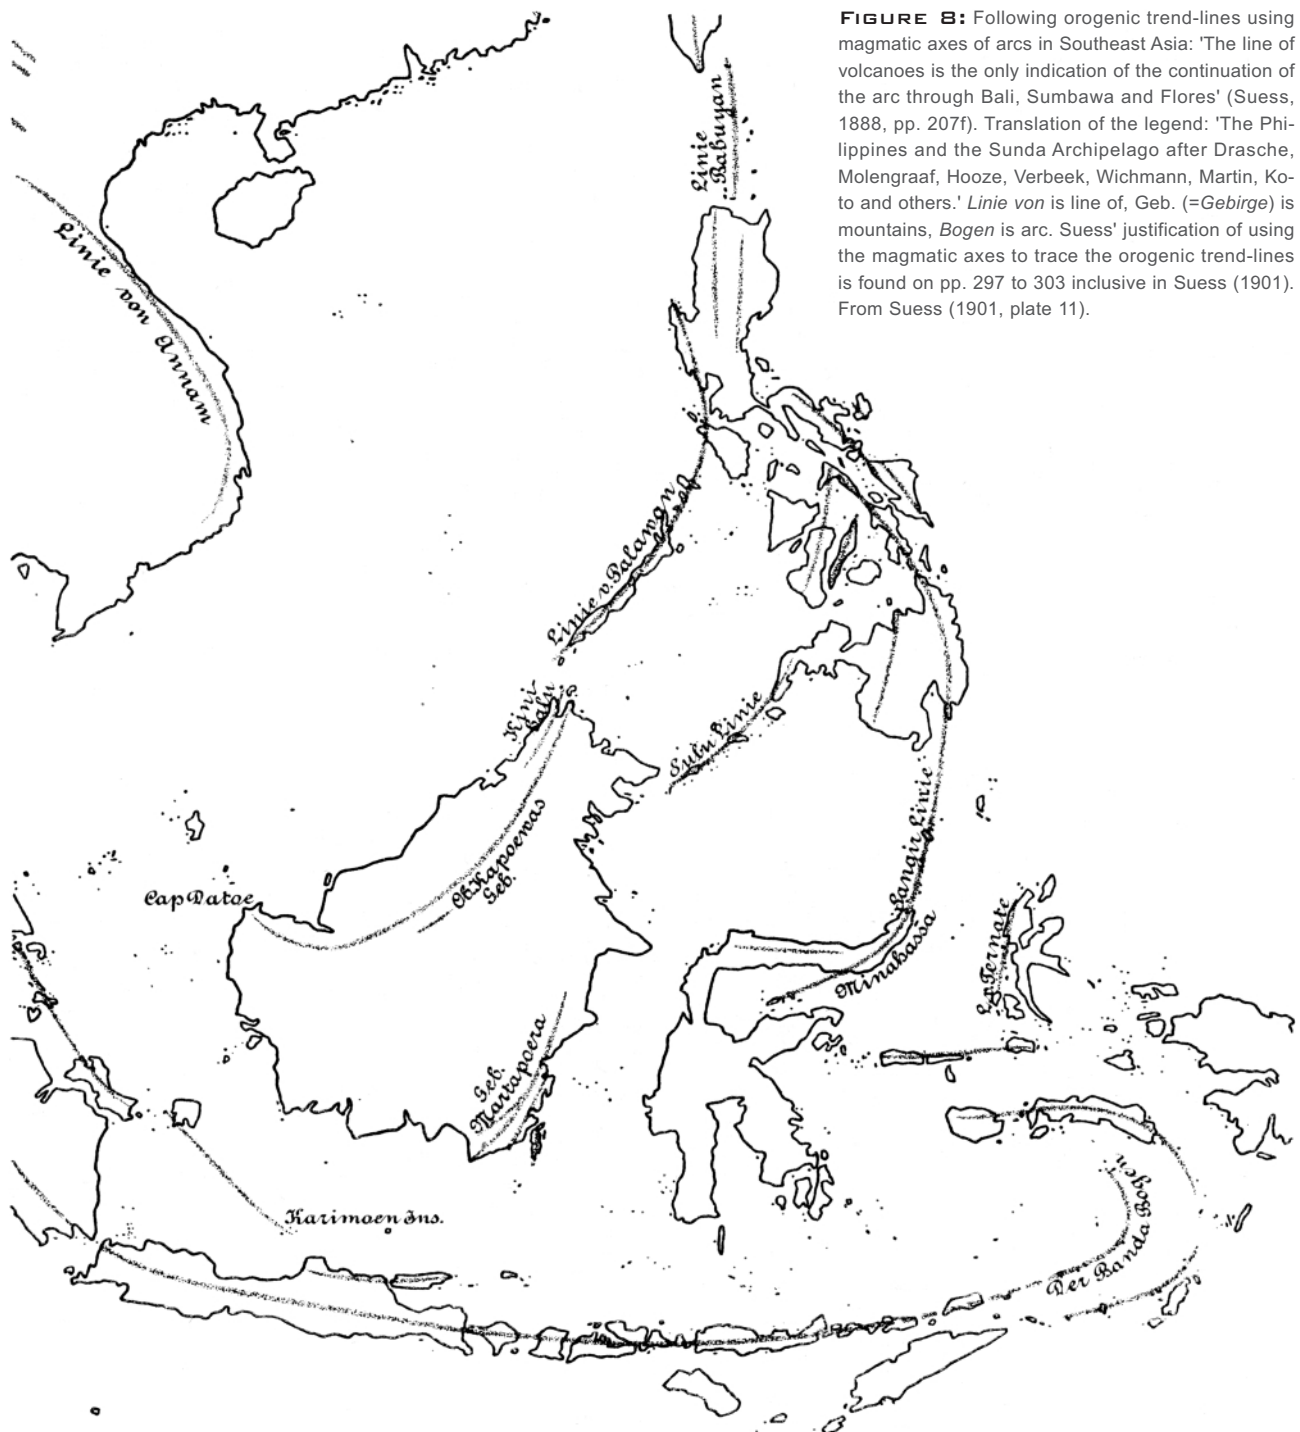 FIGURE 8: Following orogenic trend-lines using
magmatic axes of arcs in Southeast Asia: 'The line of
volcanoes is the only indication of the continuation of
the arc through Bali, Sumbawa and Flores' (Suess,
1888, pp. 207f). Translation of the legend: 'The Phi-
lippines and the Sunda Archipelago after Drasche,
Molengraaf, Hooze, Verbeek, Wichmann, Martin, Ko-
to and others.' Linie von is line of, Geb. (=Gebirge) is
mountains, Bogen is arc. Suess' justification of using
the magmatic axes to trace the orogenic trend-lines
is found on pp. 297 to 303 inclusive in Suess (1901).
From Suess (1901, plate 11).
Linie
Babuyan
Linie von Annam
Linie v. Palawan
Kini-
balu
Sulu Linie
Sangir Linie
Ob. Kapoewas
Geb.
Cap Datoe
Minahassa
L. v. Ternate
Geb.
Martapoera
Karimoen Ins.
Der Banda Bogen